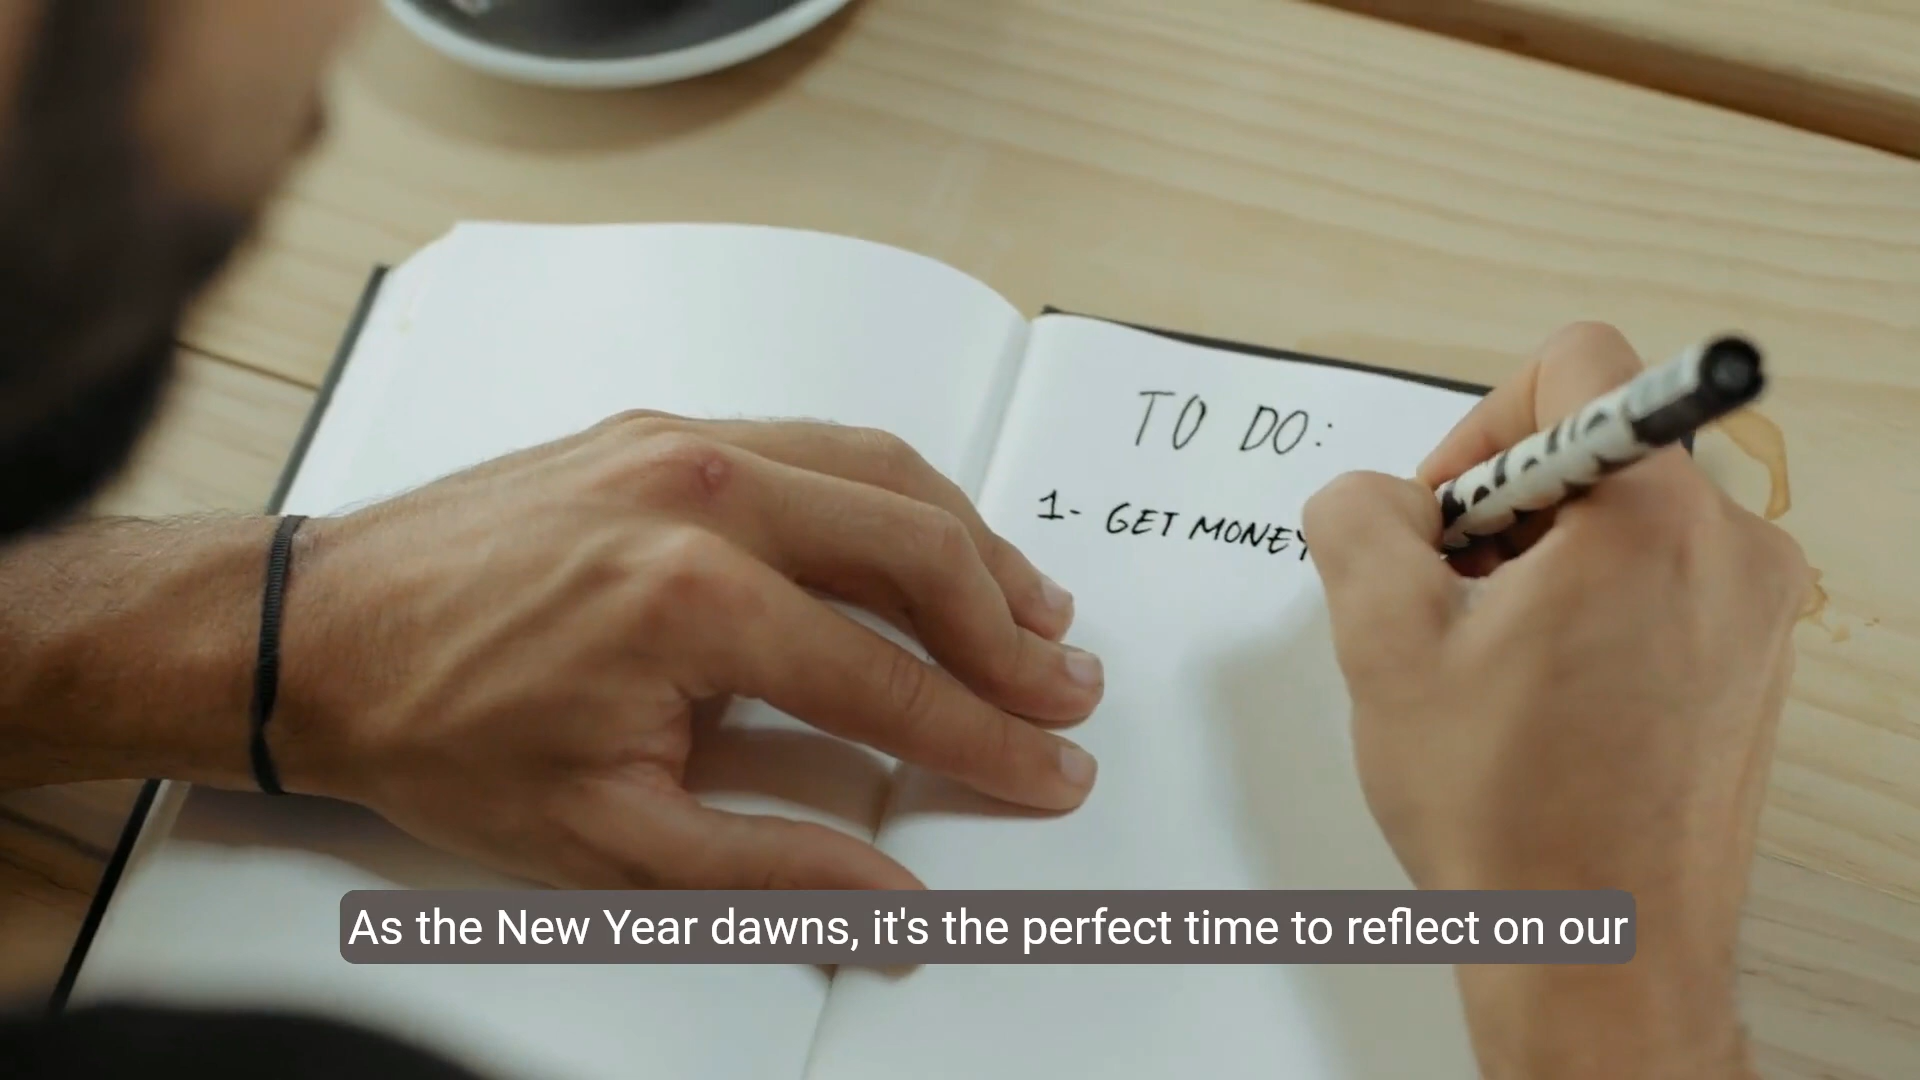 TO DO:
1- GET MONEY
As the New Year dawns, it's the perfect time to reflect on our